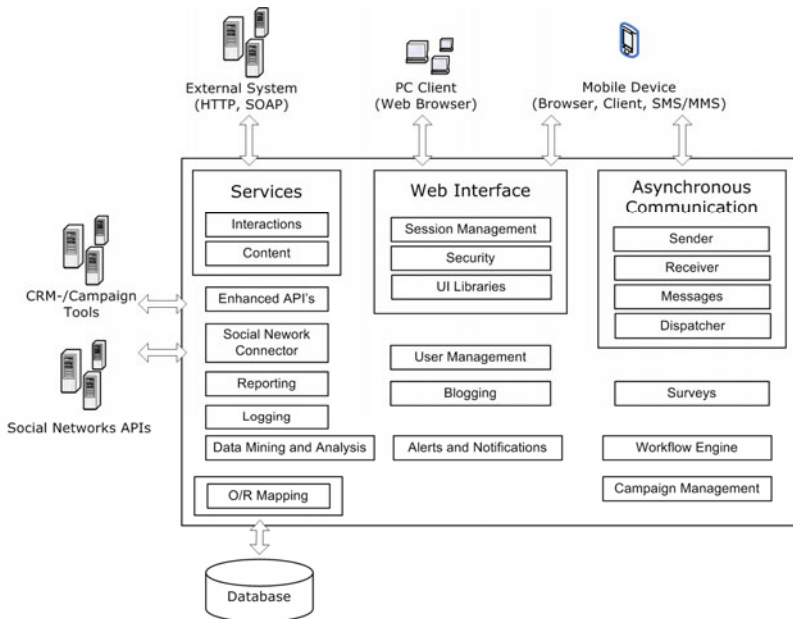 External System
(HTTP, SOAP)
PC Client
(Web Browser)
Mobile Device
(Browser, Client, SMS/MMS)
Services
Interactions
Content
Web Interface
Session Management
Security
UI Libraries
Asynchronous
Communication
Sender
Receiver
Messages
Dispatcher
CRM-/Campaign
Tools
Social Networks APIs
Enhanced API's
Social Network
Connector
Reporting
Logging
Data Mining and Analysis
User Management
Blogging
Alerts and Notifications
Surveys
Workflow Engine
Campaign Management
O/R Mapping
Database